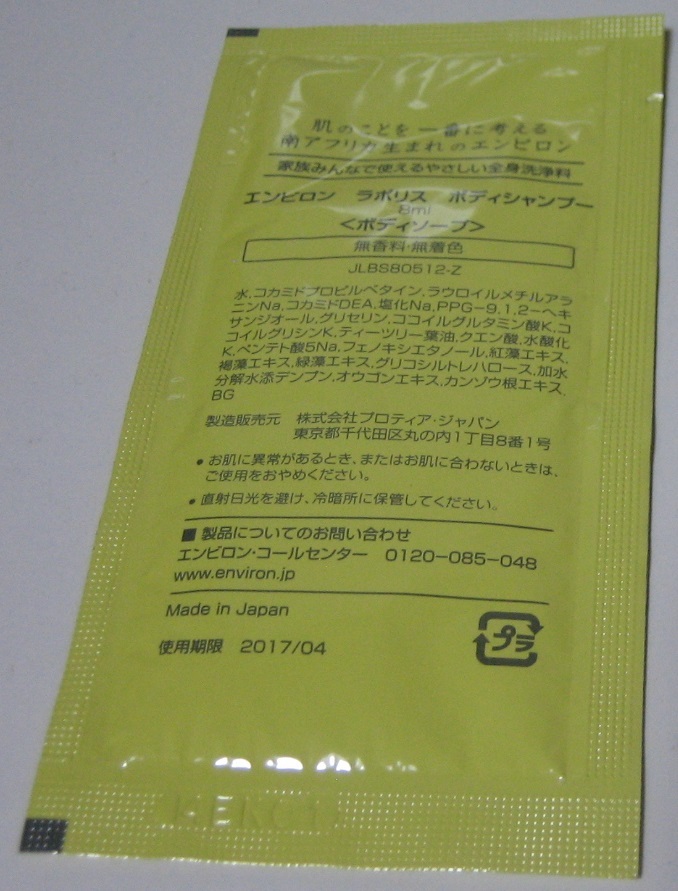 肌のことを一番に考える
南アフリカ生まれのエンビロン
家族みんなで使えるやさしい全身洗浄料
エンビロン ラボリス ボディシャンプー
8ml
<ボディソープ>
無香料・無着色
JLBS80512-Z
水,コカミドプロピルベタイン,ラウロイルメチルアラ
ニンNa,コカミドDEA,塩化Na,PPG-9,1,2-ヘキ
サンジオール,グリセリン,ココイルグルタミン酸K,コ
コイルグリシンK,ティーツリー葉油,クエン酸,水酸化
K,ペンテト酸5Na,フェノキシエタノール,紅藻エキス,
褐藻エキス,緑藻エキス,グリコシルトレハロース,加水
分解水添デンプン,オウゴンエキス,カンゾウ根エキス,
BG
製造販売元 株式会社プロティア・ジャパン
東京都千代田区丸の内1丁目8番1号
● お肌に異常があるとき、またはお肌に合わないときは、
ご使用をおやめください。
● 直射日光を避け、冷暗所に保管してください。
■ 製品についてのお問い合わせ
エンビロン・コールセンター 0120-085-048
www.environ.jp
Made in Japan
プラ
使用期限 2017/04